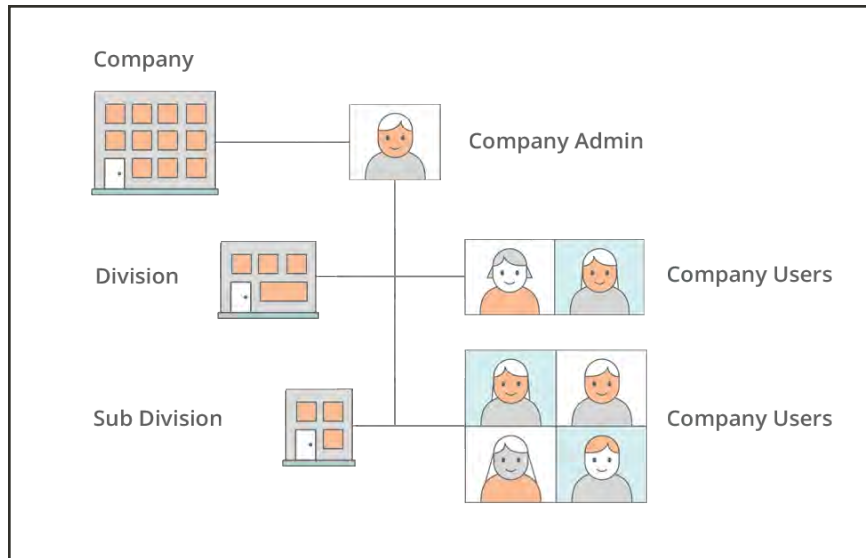 Company
Company Admin
Division
Company Users
Sub Division
Company Users